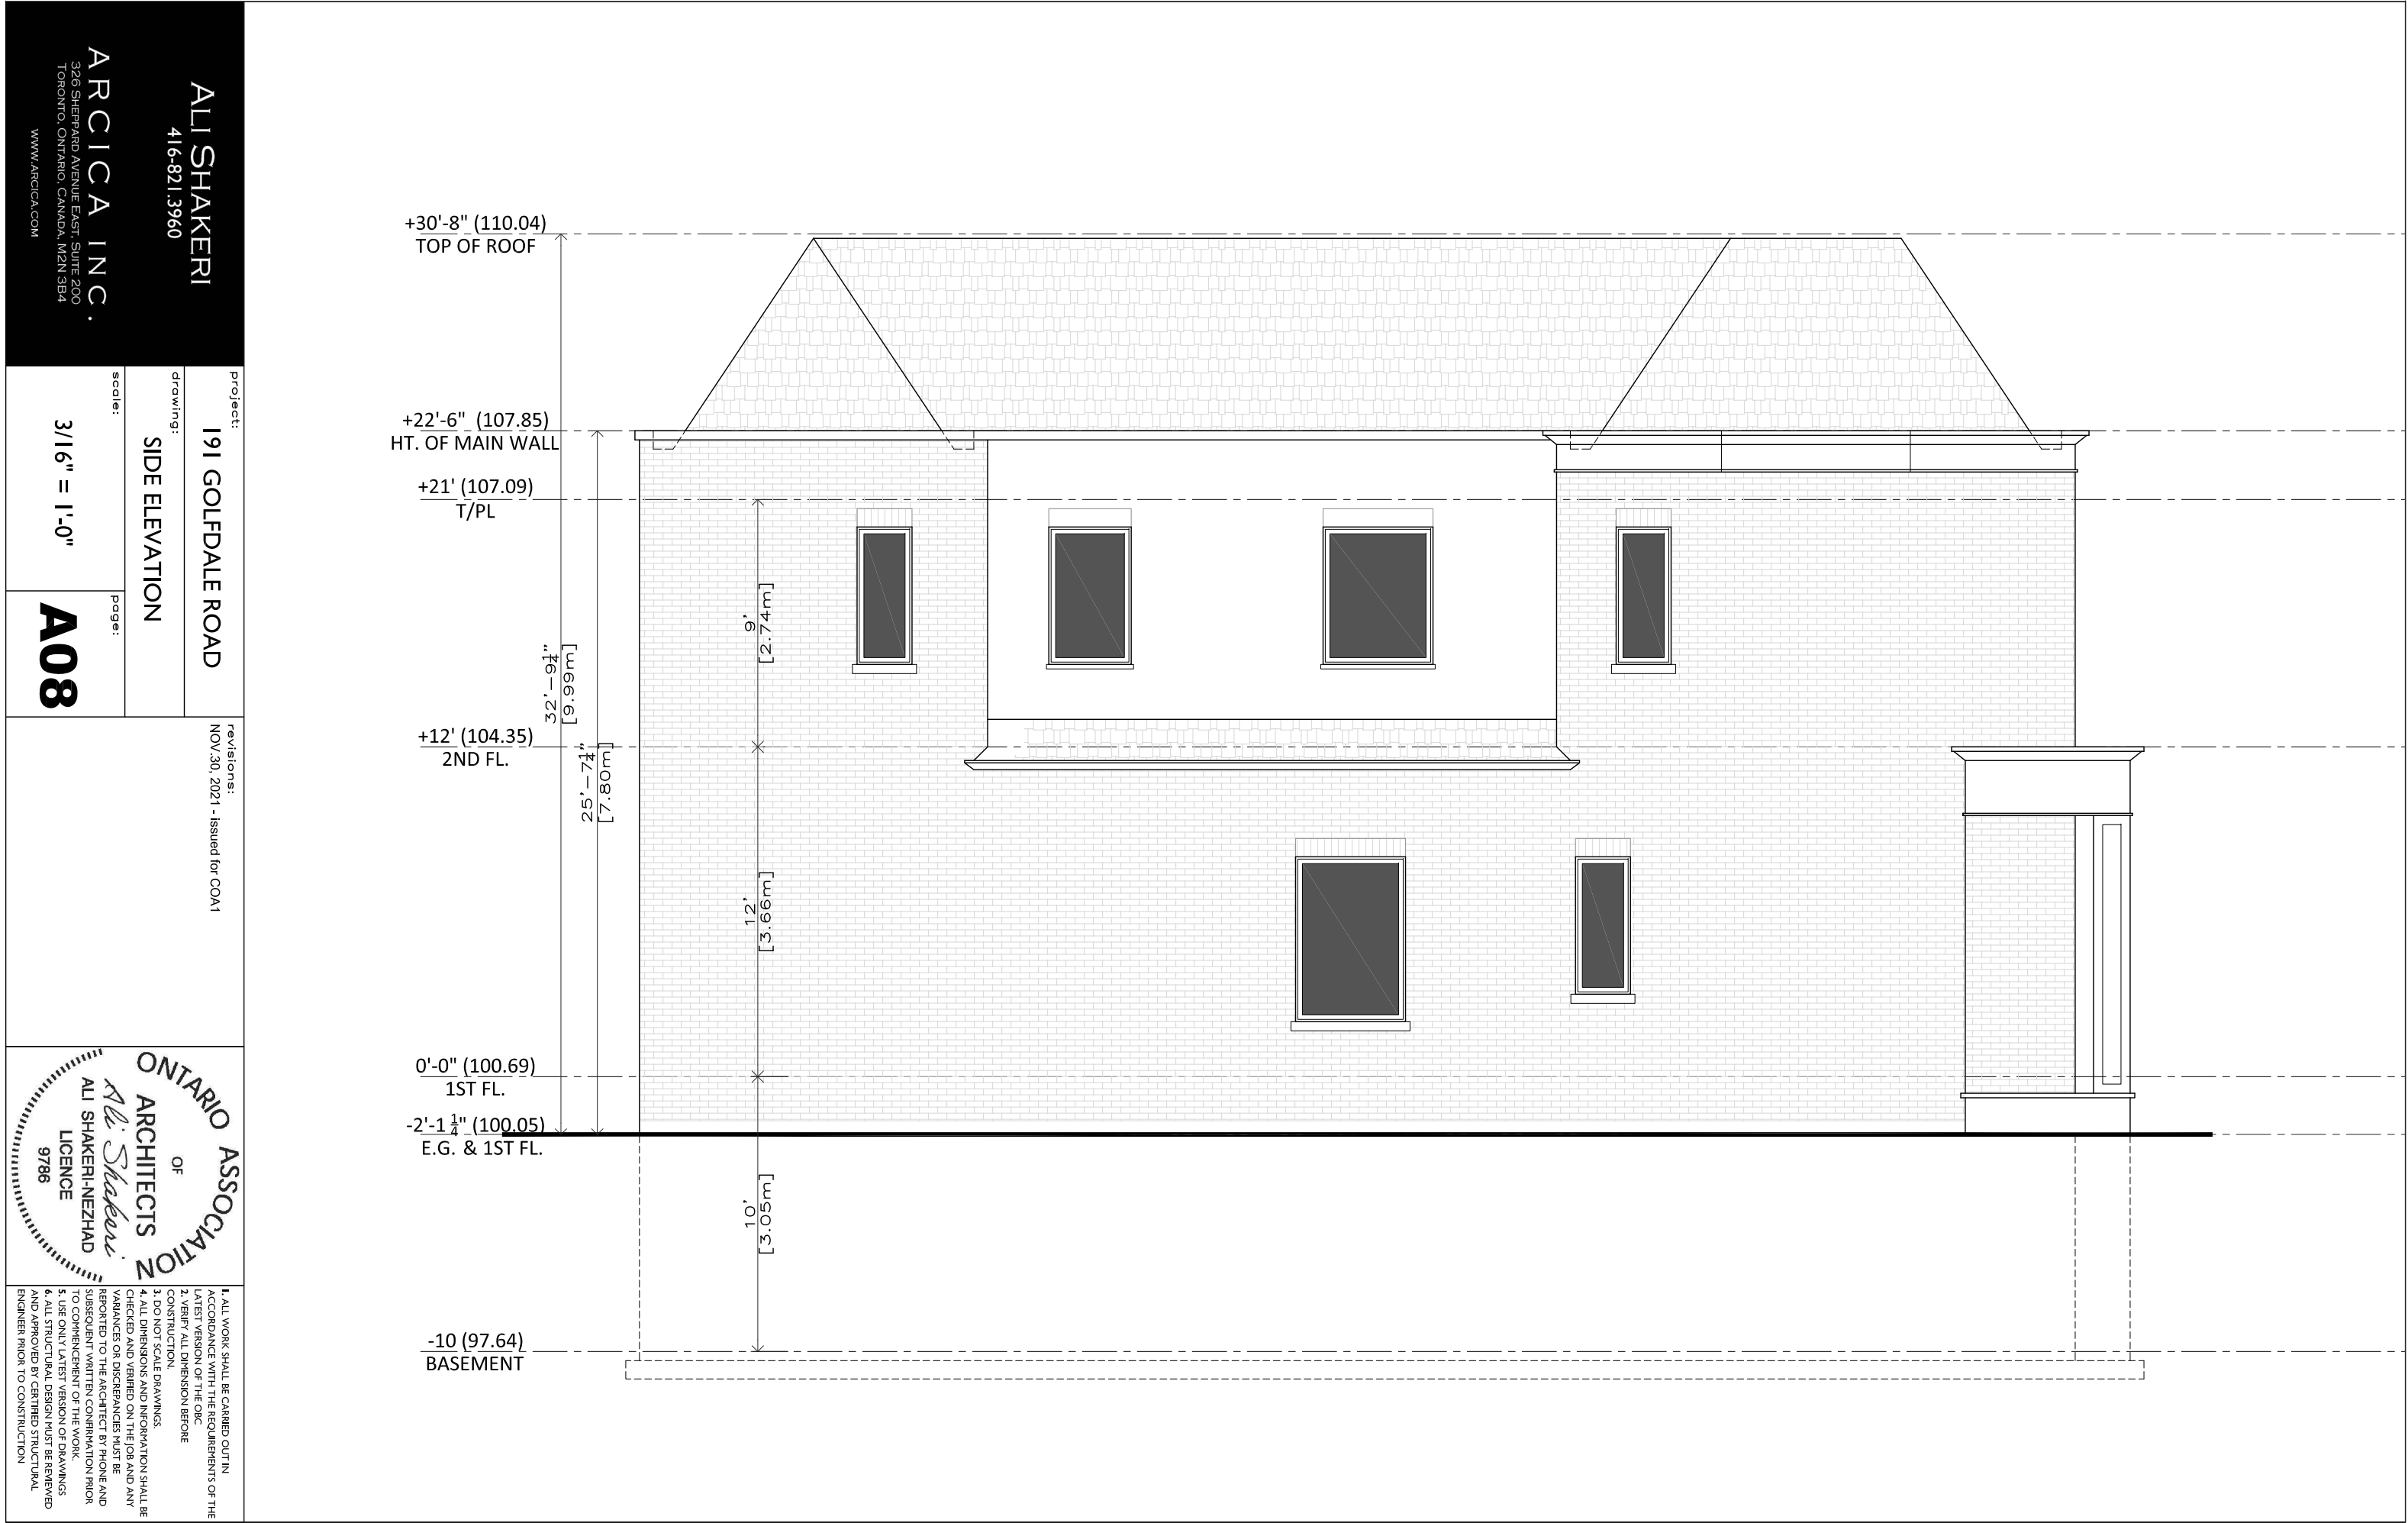 ALI SHAKERI
416-821.3960
ARCICA INC.
326 SHEPPARD AVENUE EAST, SUITE 200
TORONTO, ONTARIO, CANADA, M2N 3B4
WWW.ARCICA.COM
project:
191 GOLFDALE ROAD
drawing:
SIDE ELEVATION
scale:
3/16" = 1'-0"
page:
A08
revisions:
NOV.30, 2021 - Issued for COA1
ONTARIO ASSOCIATION
OF
ARCHITECTS
Ali Shakeri
ALI SHAKERI-NEZHAD
LICENCE
9786
1. ALL WORK SHALL BE CARRIED OUT IN
ACCORDANCE WITH THE REQUIREMENTS OF THE
LATEST VERSION OF THE OBC
2. VERIFY ALL DIMENSION BEFORE
CONSTRUCTION.
3. DO NOT SCALE DRAWINGS.
4. ALL DIMENSIONS AND INFORMATION SHALL BE
CHECKED AND VERIFIED ON THE JOB AND ANY
VARIANCES OR DISCREPANCIES MUST BE
REPORTED TO THE ARCHITECT BY PHONE AND
SUBSEQUENT WRITTEN CONFIRMATION PRIOR
TO COMMENCEMENT OF THE WORK.
5. USE ONLY LATEST VERSION OF DRAWINGS
6. ALL STRUCTURAL DESIGN MUST BE REVIEWED
AND APPROVED BY CERTIFIED STRUCTURAL
ENGINEER PRIOR TO CONSTRUCTION
+30'-8" (110.04)
TOP OF ROOF
+22'-6" (107.85)
HT. OF MAIN WALL
+21' (107.09)
T/PL
9'
[2.74m]
32'-9 1/4"
[9.99m]
+12' (104.35)
2ND FL.
25'-7 1/4"
[7.80m]
12'
[3.66m]
0'-0" (100.69)
1ST FL.
-2'-1 1/4" (100.05)
E.G. & 1ST FL.
10'
[3.05m]
-10 (97.64)
BASEMENT